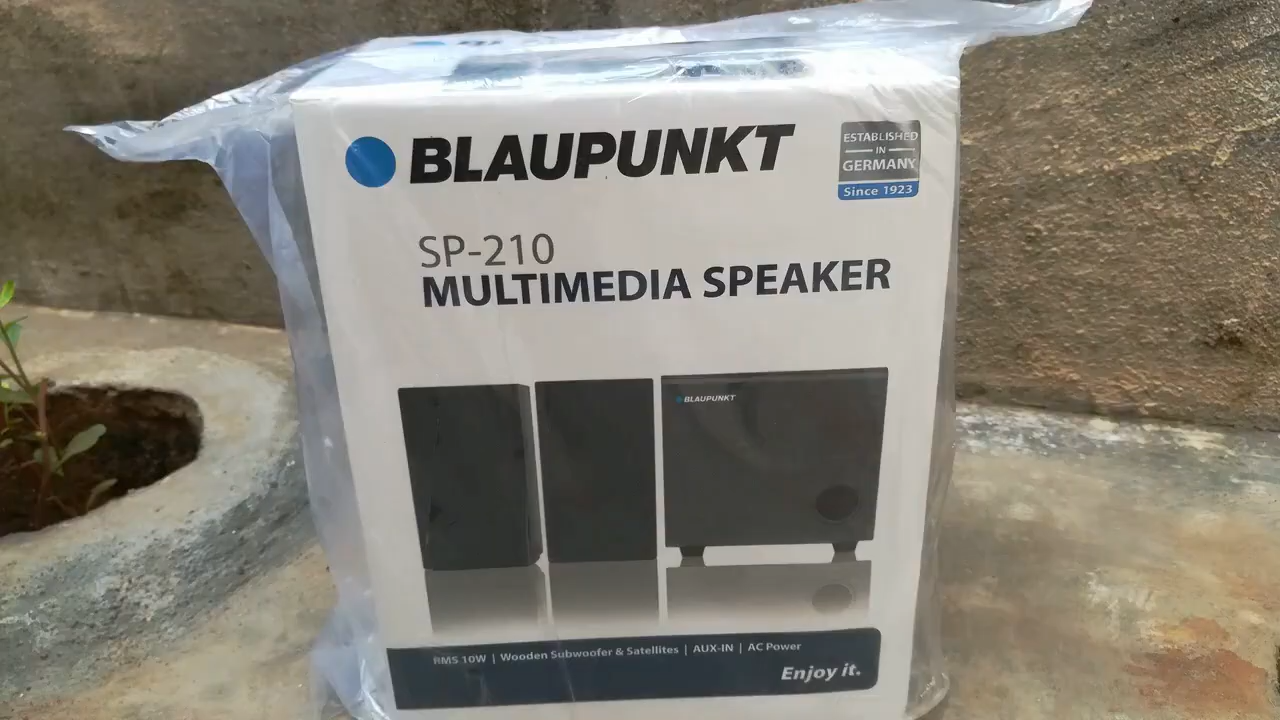 BLAUPUNKT
ESTABLISHED
IN
GERMANY
Since 1923
SP-210
MULTIMEDIA SPEAKER
BLAUPUNKT
RMS 10W | Wooden Subwoofer & Satellites | AUX-IN | AC Power
Enjoy it.